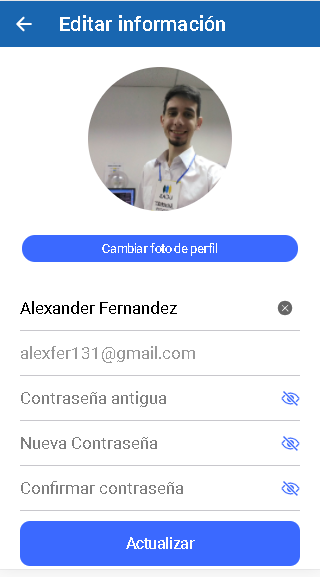 Editar información
Cambiar foto de perfil
Alexander Fernandez
alexfer131@gmail.com
Contraseña antigua
Nueva Contraseña
Confirmar contraseña
Actualizar